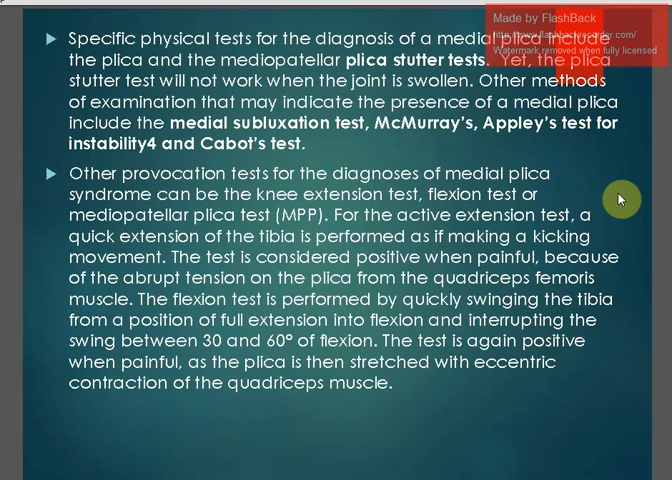 Made by FlashBack
http://www.flashbackrecorder.com/
Watermark removed when fully licensed
Specific physical tests for the diagnosis of a medial plica include
the plica and the mediopatellar plica stutter tests. Yet, the plica
stutter test will not work when the joint is swollen. Other methods
of examination that may indicate the presence of a medial plica
include the medial subluxation test, McMurray's, Appley's test for
instability4 and Cabot's test.
Other provocation tests for the diagnoses of medial plica
syndrome can be the knee extension test, flexion test or
mediopatellar plica test (MPP). For the active extension test, a
quick extension of the tibia is performed as if making a kicking
movement. The test is considered positive when painful, because
of the abrupt tension on the plica from the quadriceps femoris
muscle. The flexion test is performed by quickly swinging the tibia
from a position of full extension into flexion and interrupting the
swing between 30 and 60° of flexion. The test is again positive
when painful, as the plica is then stretched with eccentric
contraction of the quadriceps muscle.